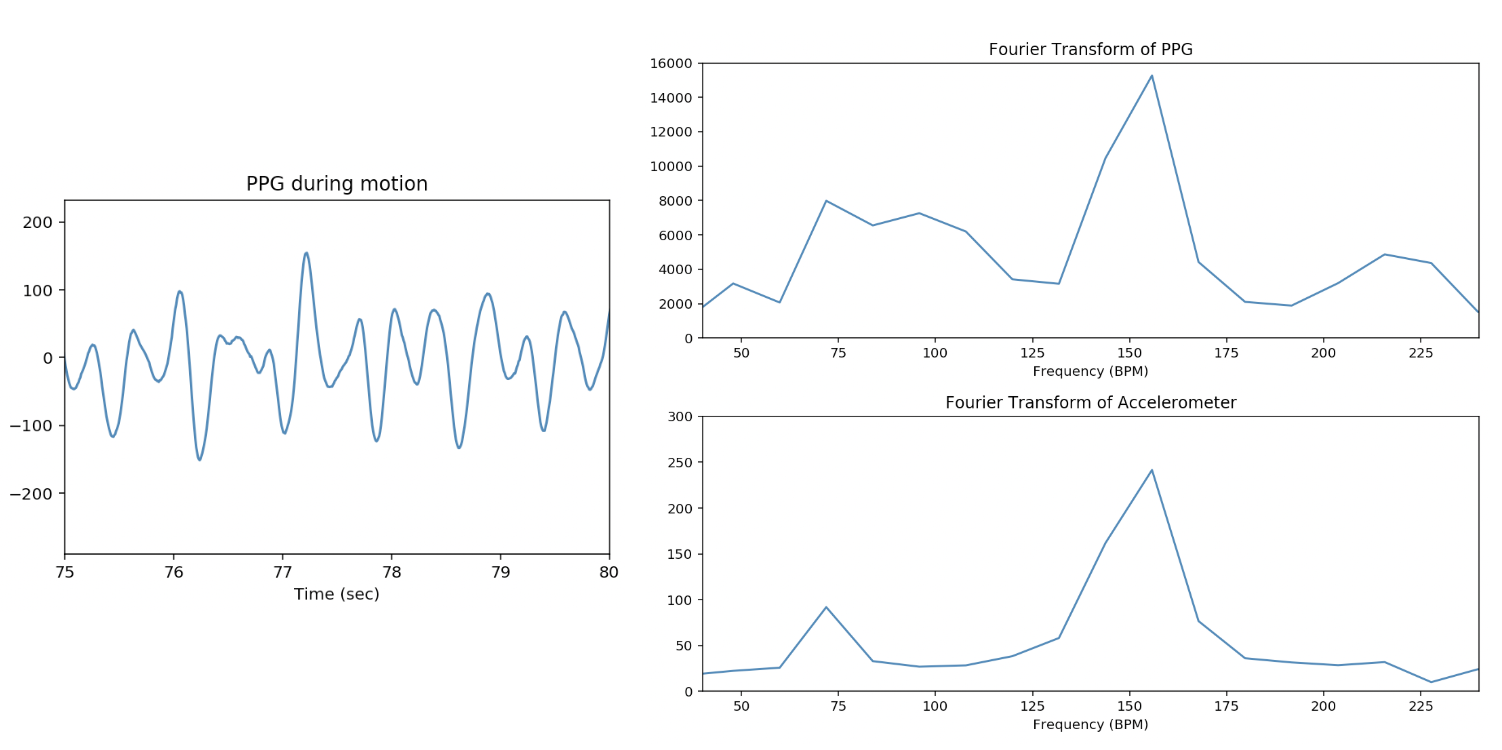 PPG during motion
200
100
0
−100
−200
75 76 77 78 79 80
Time (sec)
Fourier Transform of PPG
16000
14000
12000
10000
8000
6000
4000
2000
0
50 75 100 125 150 175 200 225
Frequency (BPM)
Fourier Transform of Accelerometer
300
250
200
150
100
50
0
50 75 100 125 150 175 200 225
Frequency (BPM)